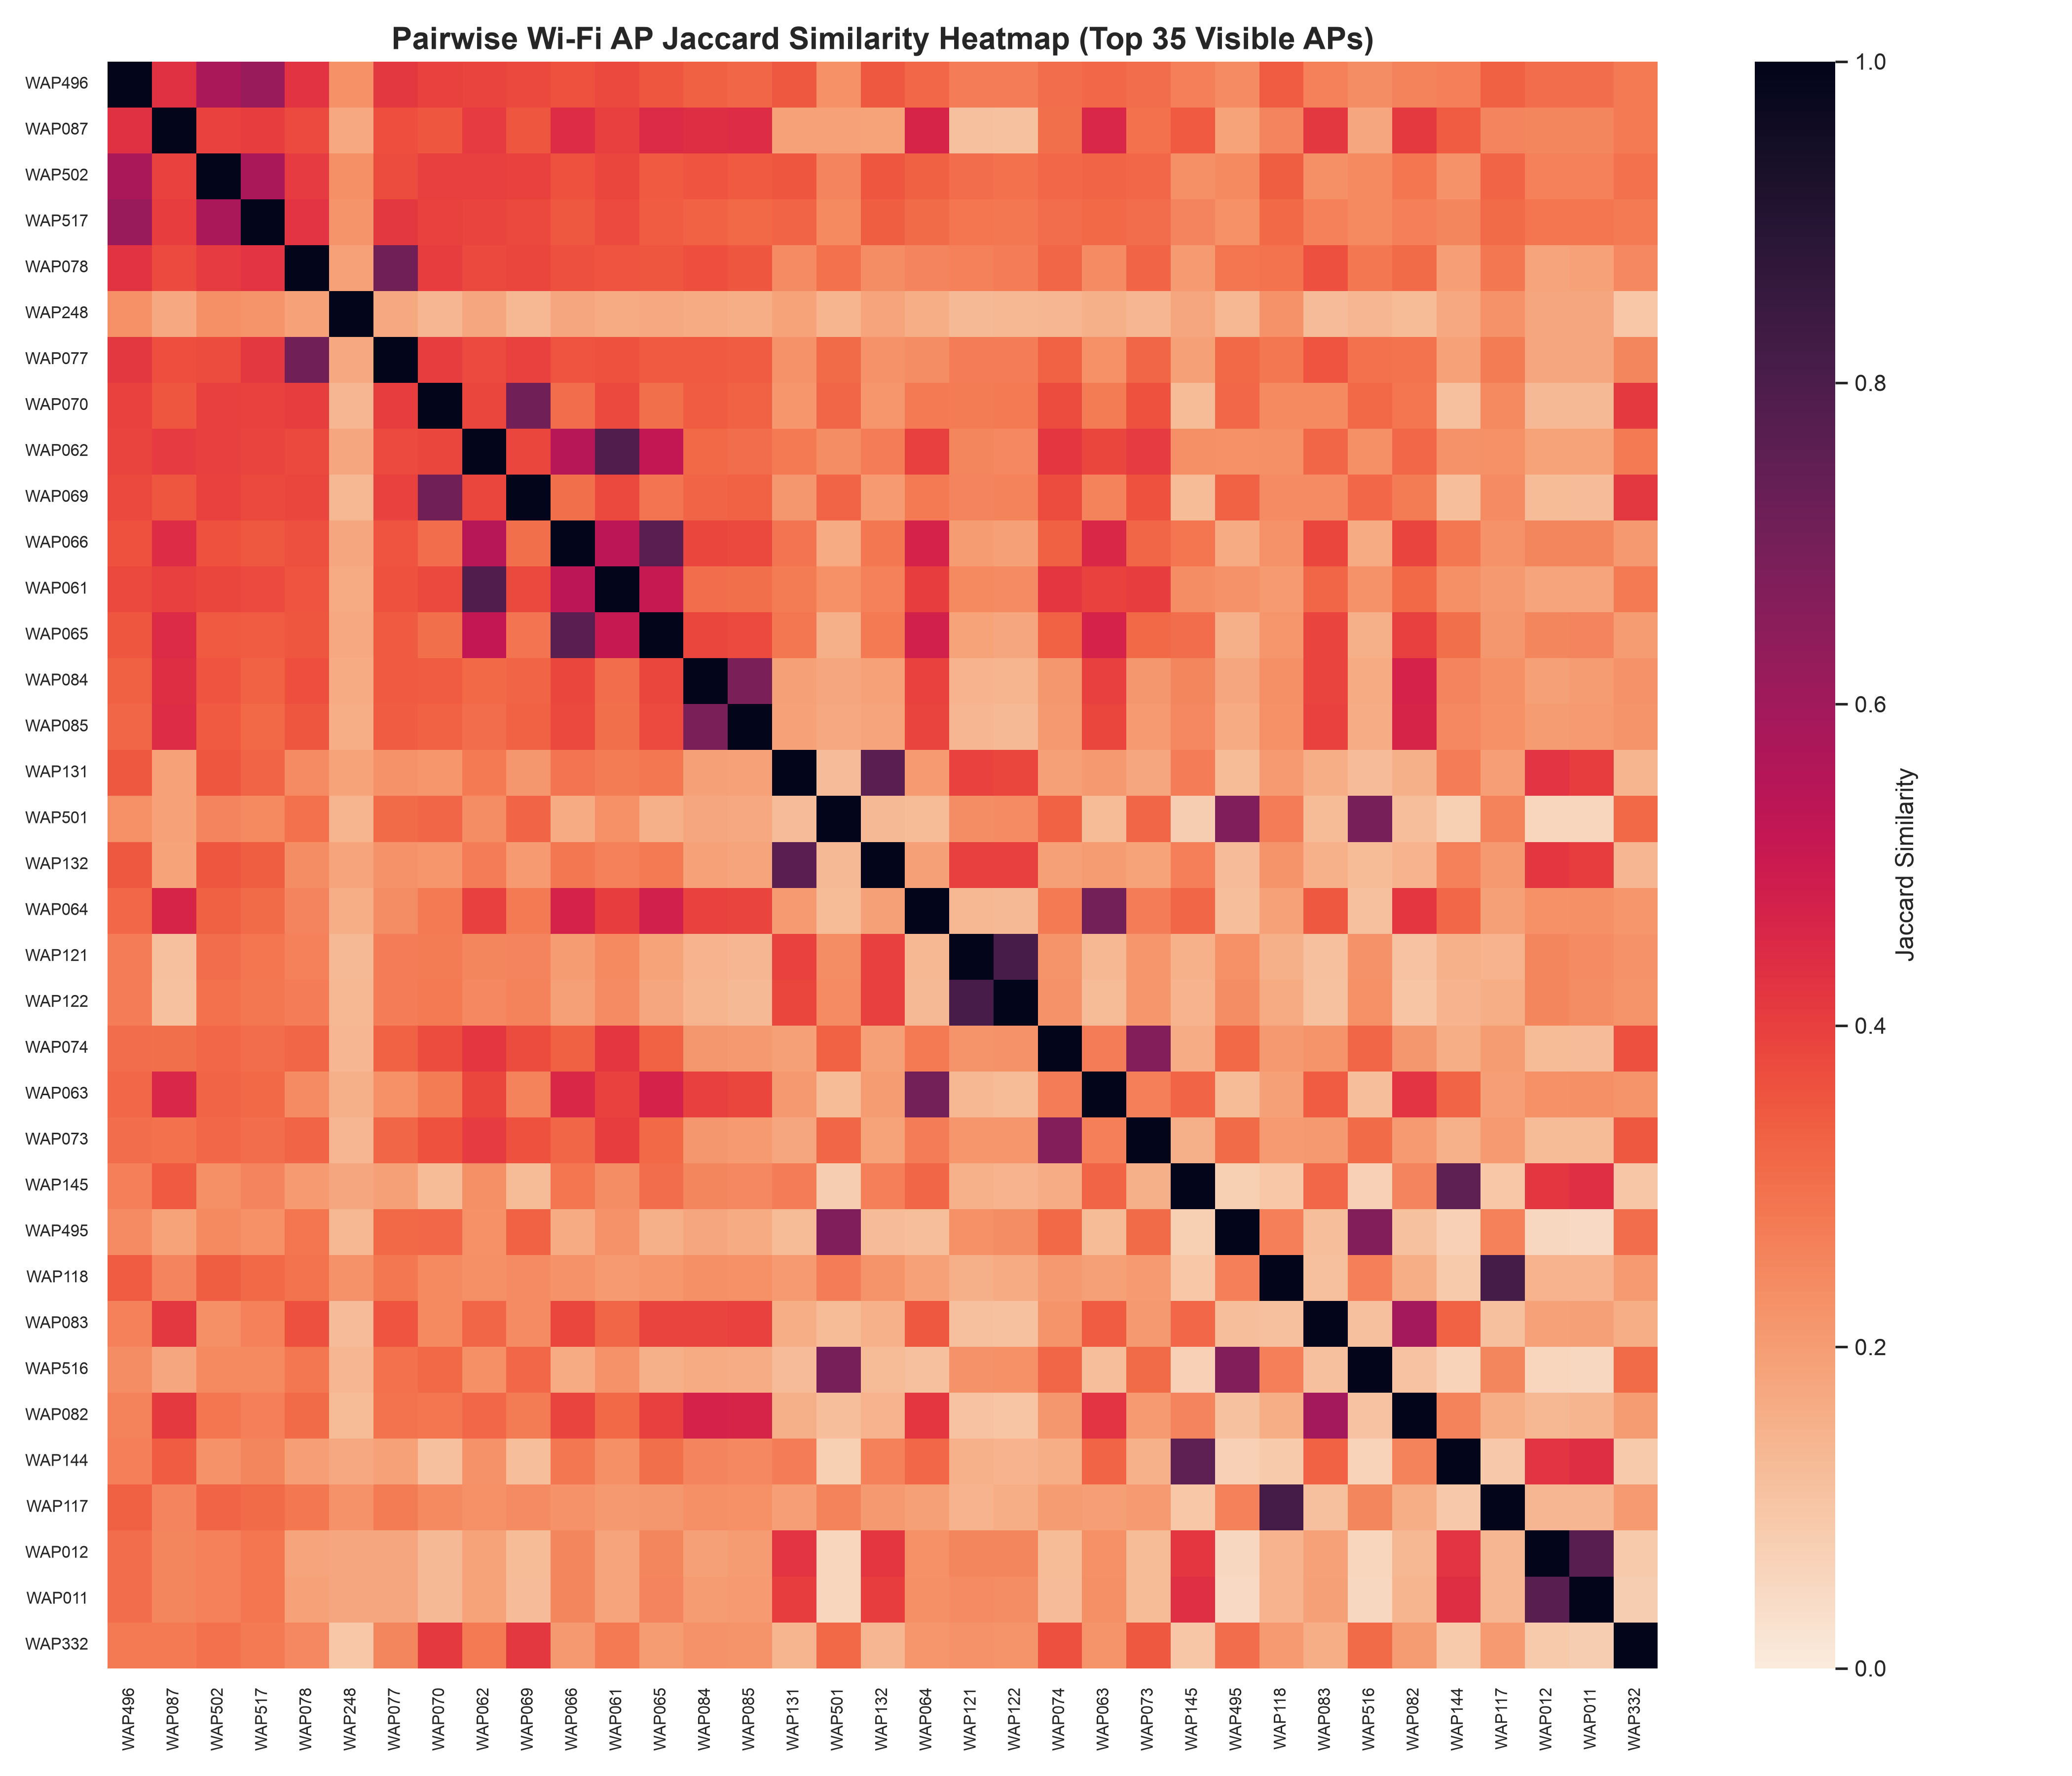 Pairwise Wi-Fi AP Jaccard Similarity Heatmap (Top 35 Visible APs)
WAP496
WAP087
WAP502
WAP517
WAP078
WAP248
WAP077
WAP070
WAP062
WAP069
WAP066
WAP061
WAP065
WAP084
WAP085
WAP131
WAP501
WAP132
WAP064
WAP121
WAP122
WAP074
WAP063
WAP073
WAP145
WAP495
WAP118
WAP083
WAP516
WAP082
WAP144
WAP117
WAP012
WAP011
WAP332
WAP496
WAP087
WAP502
WAP517
WAP078
WAP248
WAP077
WAP070
WAP062
WAP069
WAP066
WAP061
WAP065
WAP084
WAP085
WAP131
WAP501
WAP132
WAP064
WAP121
WAP122
WAP074
WAP063
WAP073
WAP145
WAP495
WAP118
WAP083
WAP516
WAP082
WAP144
WAP117
WAP012
WAP011
WAP332
1.0
0.8
0.6
0.4
0.2
0.0
Jaccard Similarity